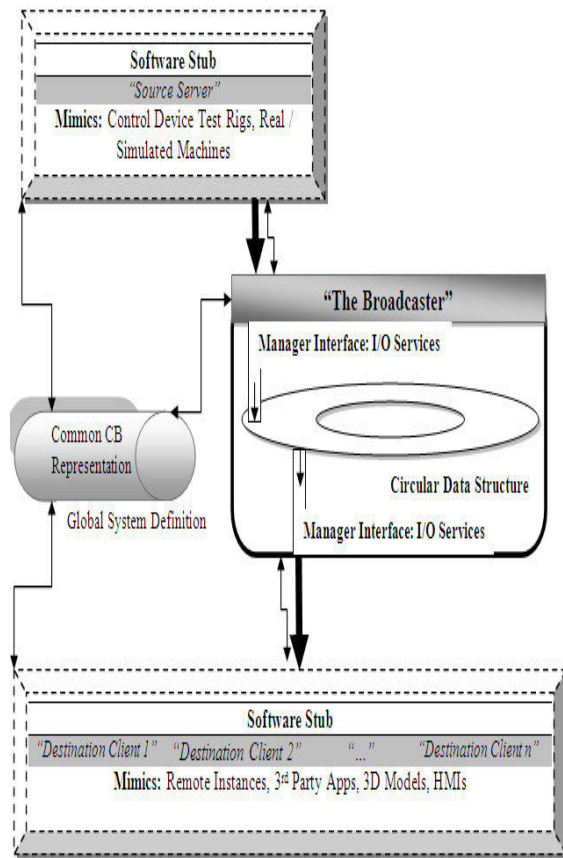 Software Stub
“Source Server”
Mimics: Control Device Test Rigs, Real /
Simulated Machines
“The Broadcaster”
Manager Interface: I/O Services
Common CB
Representation
Circular Data Structure
Global System Definition
Manager Interface: I/O Services
Software Stub
“Destination Client 1” “Destination Client 2” “...” “Destination Client n”
Mimics: Remote Instances, 3rd Party Apps, 3D Models, HMIs